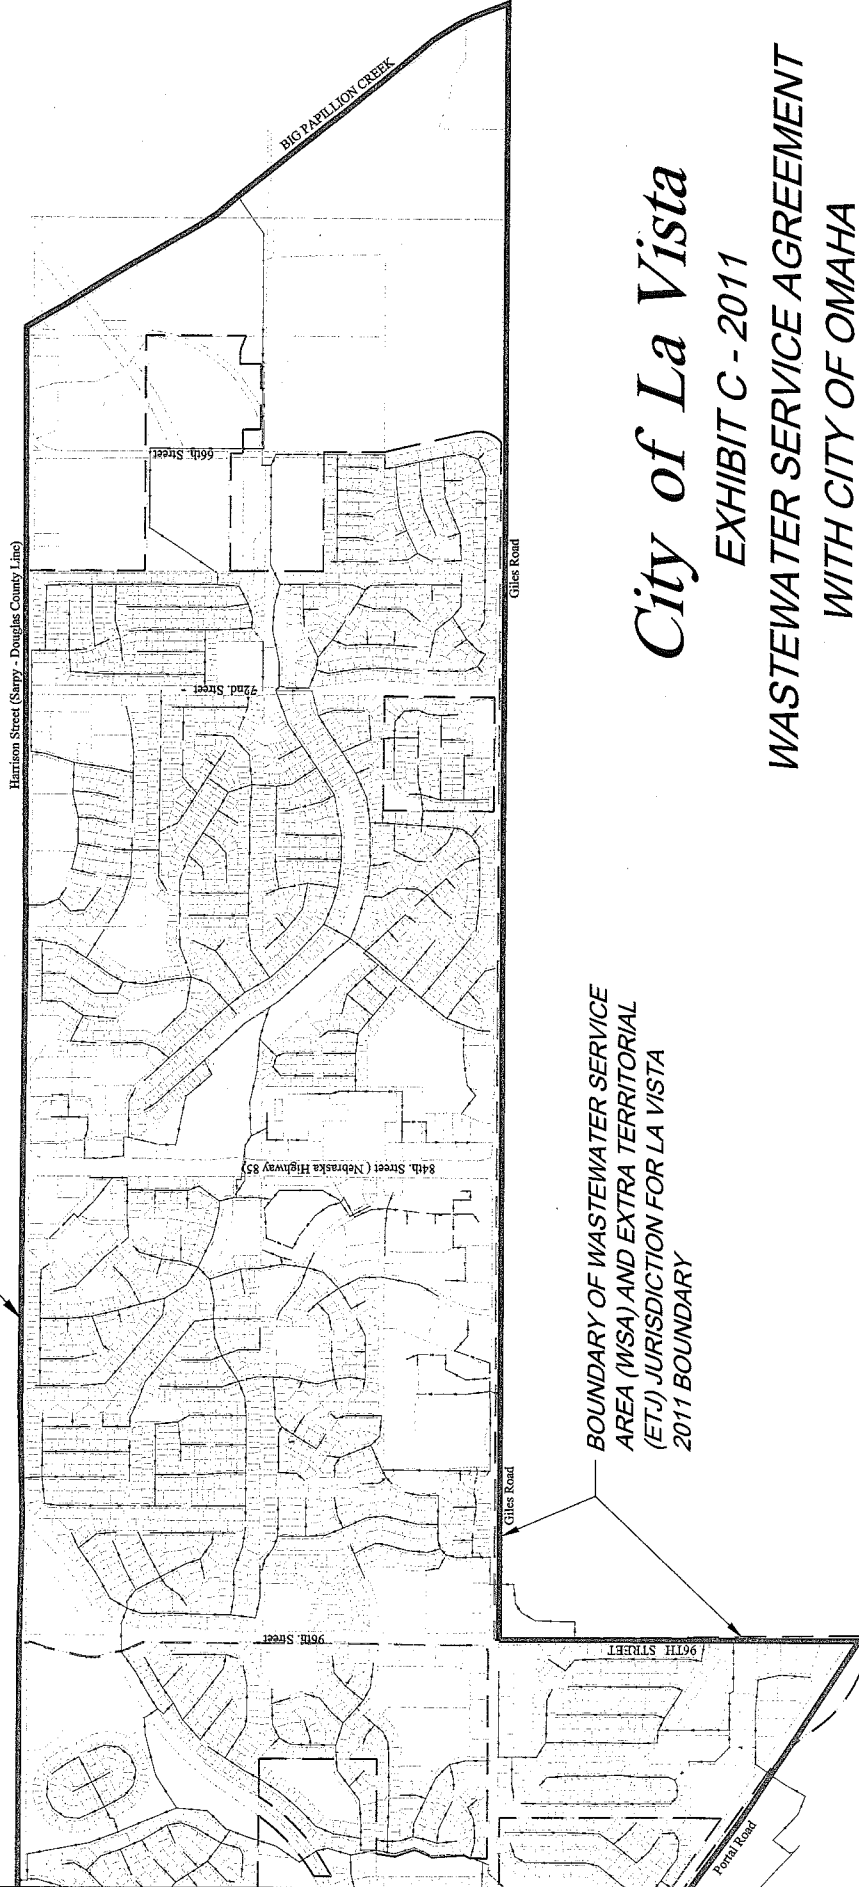 City of La Vista
EXHIBIT C - 2011
WASTEWATER SERVICE AGREEMENT
WITH CITY OF OMAHA
BOUNDARY OF WASTEWATER SERVICE
AREA (WSA) AND EXTRA TERRITORIAL
(ETJ) JURISDICTION FOR LA VISTA
2011 BOUNDARY
Harrison Street (Sarpy - Douglas County Line)
BIG PAPILLION CREEK
66th. Street
72nd. Street
84th. Street ( Nebraska Highway 85)
96th. Street
96TH STREET
Giles Road
Giles Road
Portal Road